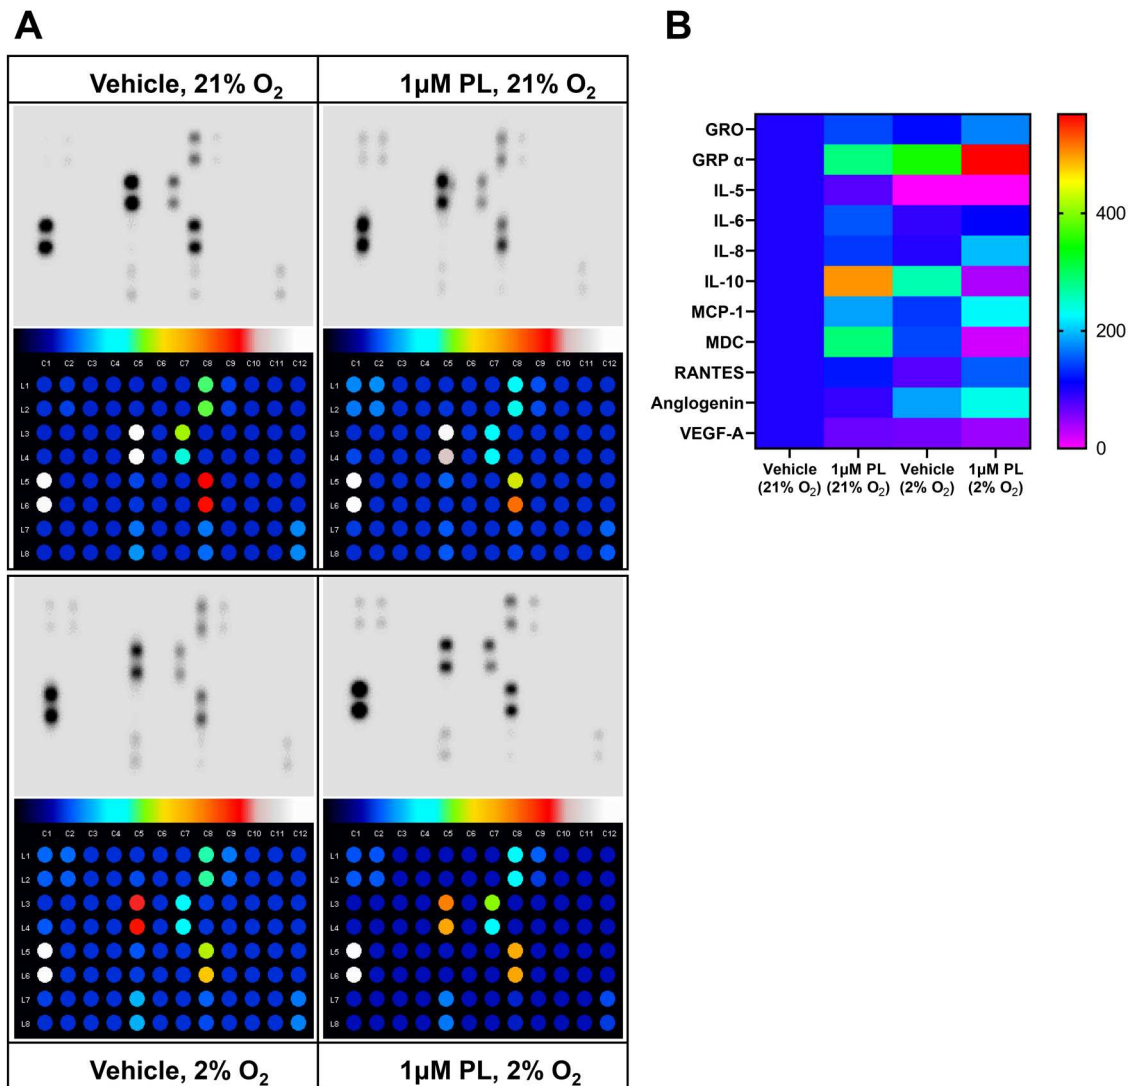 A
B
Vehicle, 21% O₂
1µM PL, 21% O₂
C1 C2 C3 C4 C5 C6 C7 C8 C9 C10 C11 C12
L1
L2
L3
L4
L5
L6
L7
L8
C1 C2 C3 C4 C5 C6 C7 C8 C9 C10 C11 C12
L1
L2
L3
L4
L5
L6
L7
L8
C1 C2 C3 C4 C5 C6 C7 C8 C9 C10 C11 C12
L1
L2
L3
L4
L5
L6
L7
L8
C1 C2 C3 C4 C5 C6 C7 C8 C9 C10 C11 C12
L1
L2
L3
L4
L5
L6
L7
L8
Vehicle, 2% O₂
1µM PL, 2% O₂
GRO
GRP α
IL-5
IL-6
IL-8
IL-10
MCP-1
MDC
RANTES
Anglogenin
VEGF-A
Vehicle
(21% O₂)
1µM PL
(21% O₂)
Vehicle
(2% O₂)
1µM PL
(2% O₂)
400
200
0